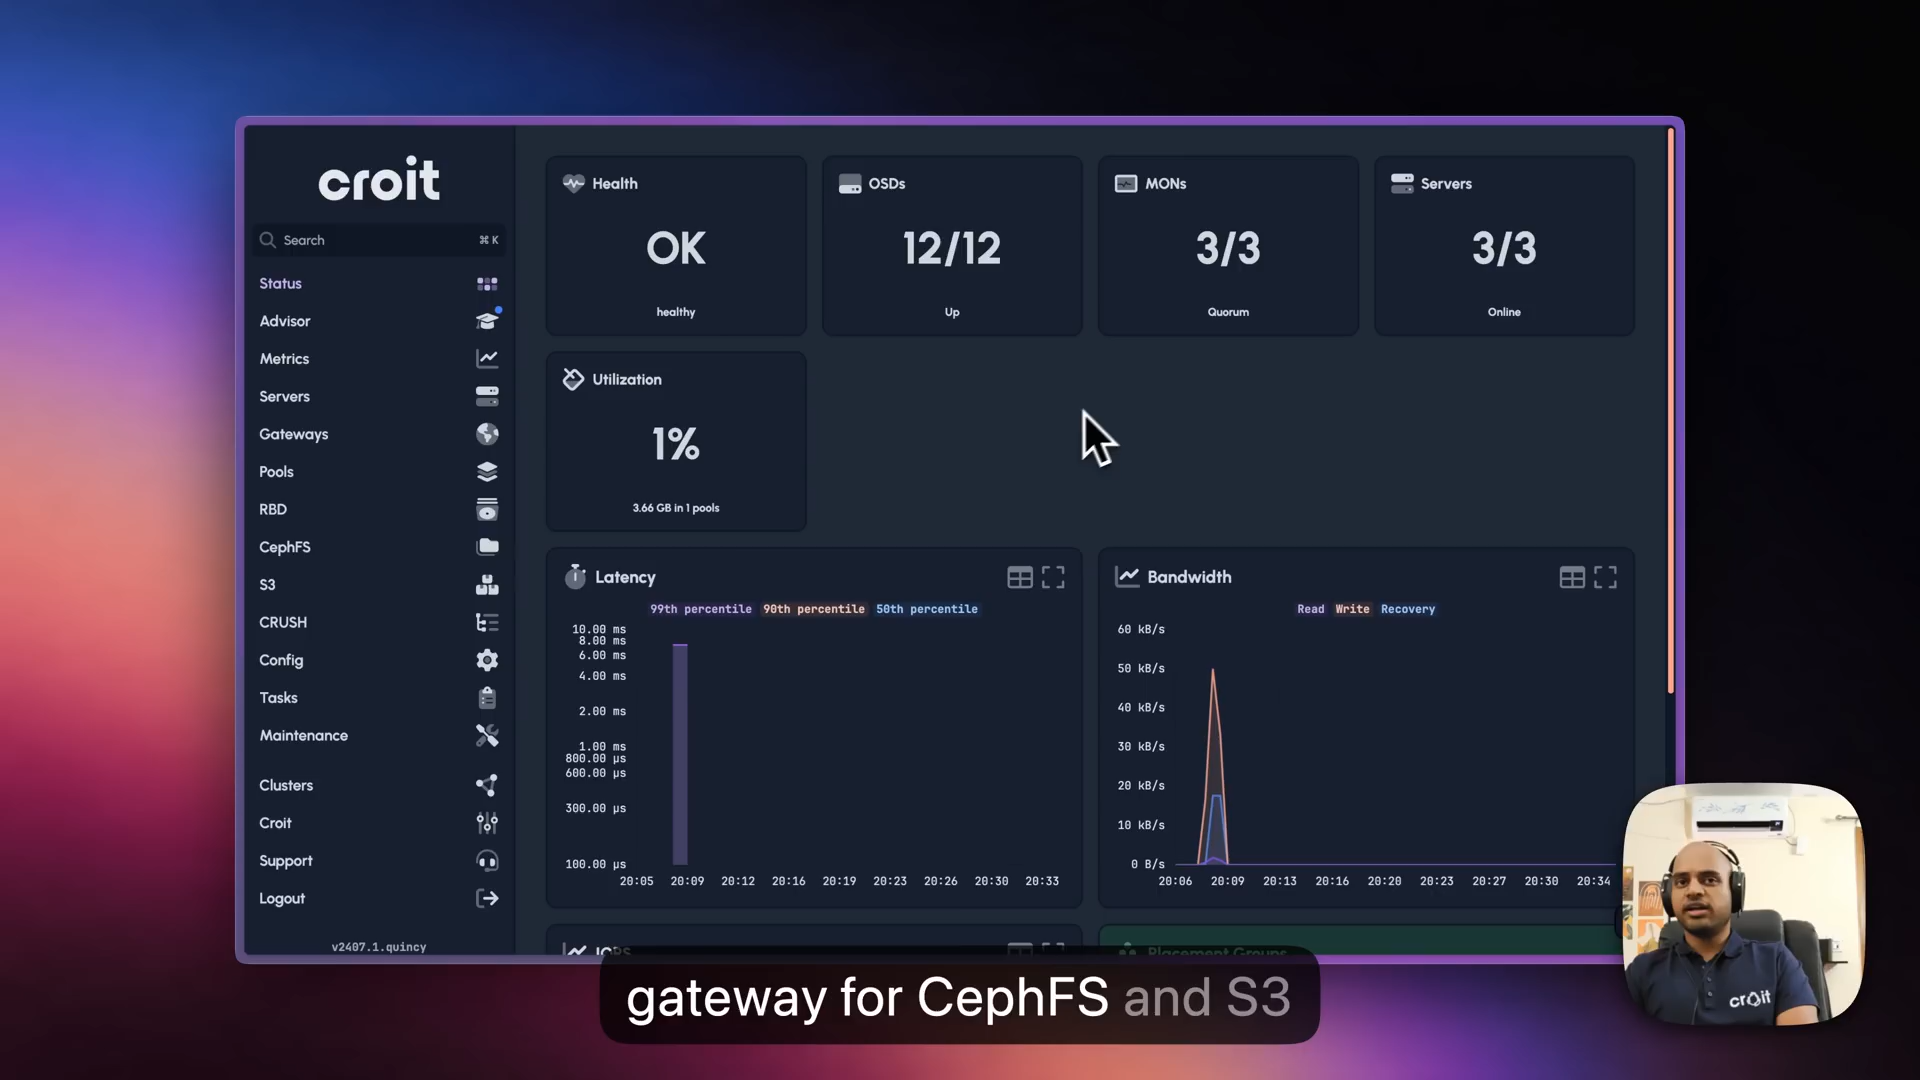 croit
Search ⌘ K
Status
Advisor
Metrics
Servers
Gateways
Pools
RBD
CephFS
S3
CRUSH
Config
Tasks
Maintenance
Clusters
Croit
Support
Logout
v2407.1.quincy
Health
OK
healthy
OSDs
12/12
Up
MONs
3/3
Quorum
Servers
3/3
Online
Utilization
1%
3.66 GB in 1 pools
Latency
99th percentile 90th percentile 50th percentile
10.00 ms
8.00 ms
6.00 ms
4.00 ms
2.00 ms
1.00 ms
800.00 µs
600.00 µs
300.00 µs
100.00 µs
20:05 20:09 20:12 20:16 20:19 20:23 20:26 20:30 20:33
Bandwidth
Read Write Recovery
60 kB/s
50 kB/s
40 kB/s
30 kB/s
20 kB/s
10 kB/s
0 B/s
20:06 20:09 20:13 20:16 20:20 20:23 20:27 20:30 20:34
IOPS
Placement Groups
gateway for CephFS and S3
croit